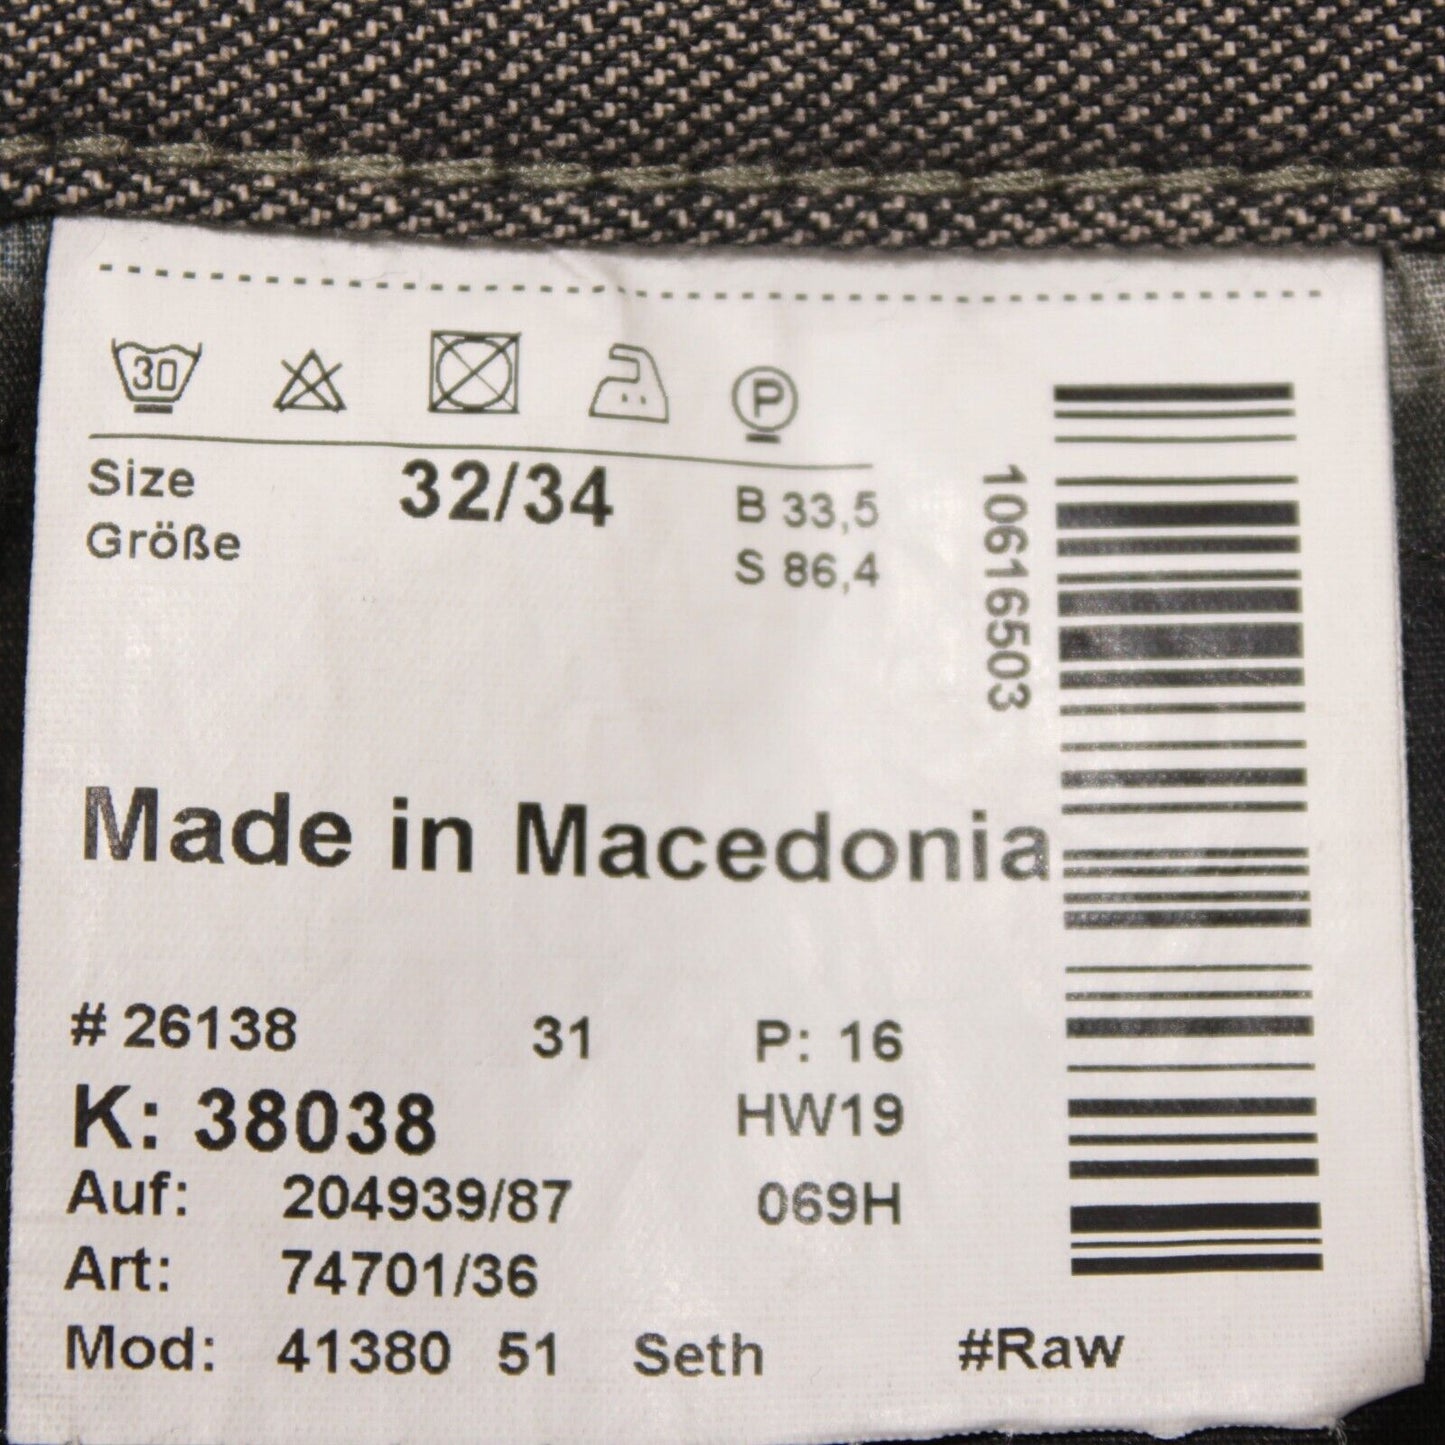 30 P
Size 32/34 B 33,5
Größe S 86,4
10616503
Made in Macedonia
# 26138 31 P: 16
K: 38038 HW19
Auf: 204939/87 069H
Art: 74701/36
Mod: 41380 51 Seth #Raw